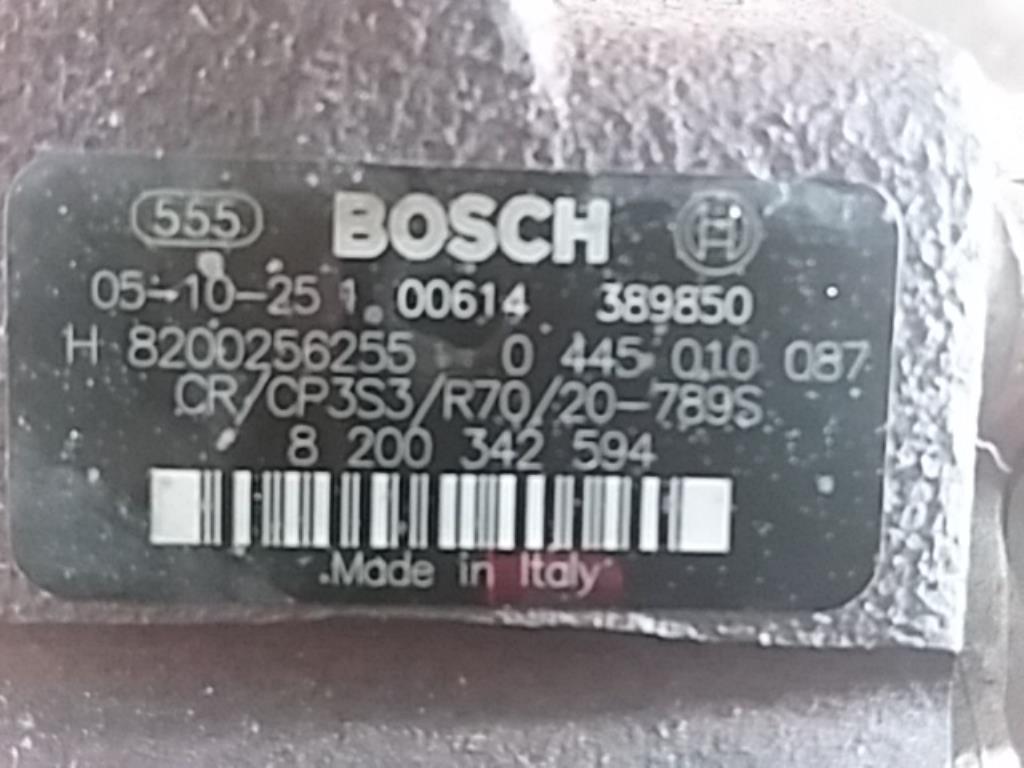 555 BOSCH H
05-10-25 1 00614 389850
H 8200256255 0 445 010 087
CR/CP3S3/R70/20-789S
8 200 342 594
Made in Italy